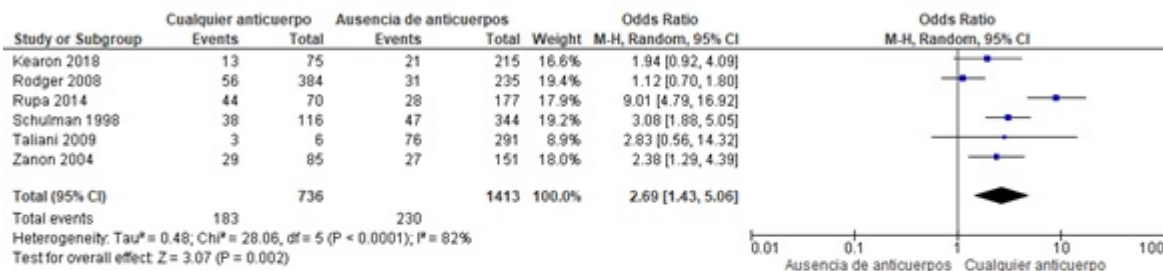 Cualquier anticuerpo Ausencia de anticuerpos Odds Ratio Odds Ratio
Study or Subgroup Events Total Events Total Weight M-H, Random, 95% CI M-H, Random, 95% CI
Kearon 2018 13 75 21 215 16.6% 1.94 [0.92, 4.09]
Rodger 2008 56 384 31 235 19.4% 1.12 [0.70, 1.80]
Rupa 2014 44 70 28 177 17.9% 9.01 [4.79, 16.92]
Schulman 1998 38 116 47 344 19.2% 3.08 [1.88, 5.05]
Taliani 2009 3 6 76 291 8.9% 2.83 [0.56, 14.32]
Zanon 2004 29 85 27 151 18.0% 2.38 [1.29, 4.39]
Total (95% CI) 736 1413 100.0% 2.69 [1.43, 5.06]
Total events 183 230
Heterogeneity: Tau² = 0.48; Chi² = 28.06, df = 5 (P < 0.0001); I² = 82%
Test for overall effect: Z = 3.07 (P = 0.002)
0.01 0,1 1 10 100
Ausencia de anticuerpos Cualquier anticuerpo